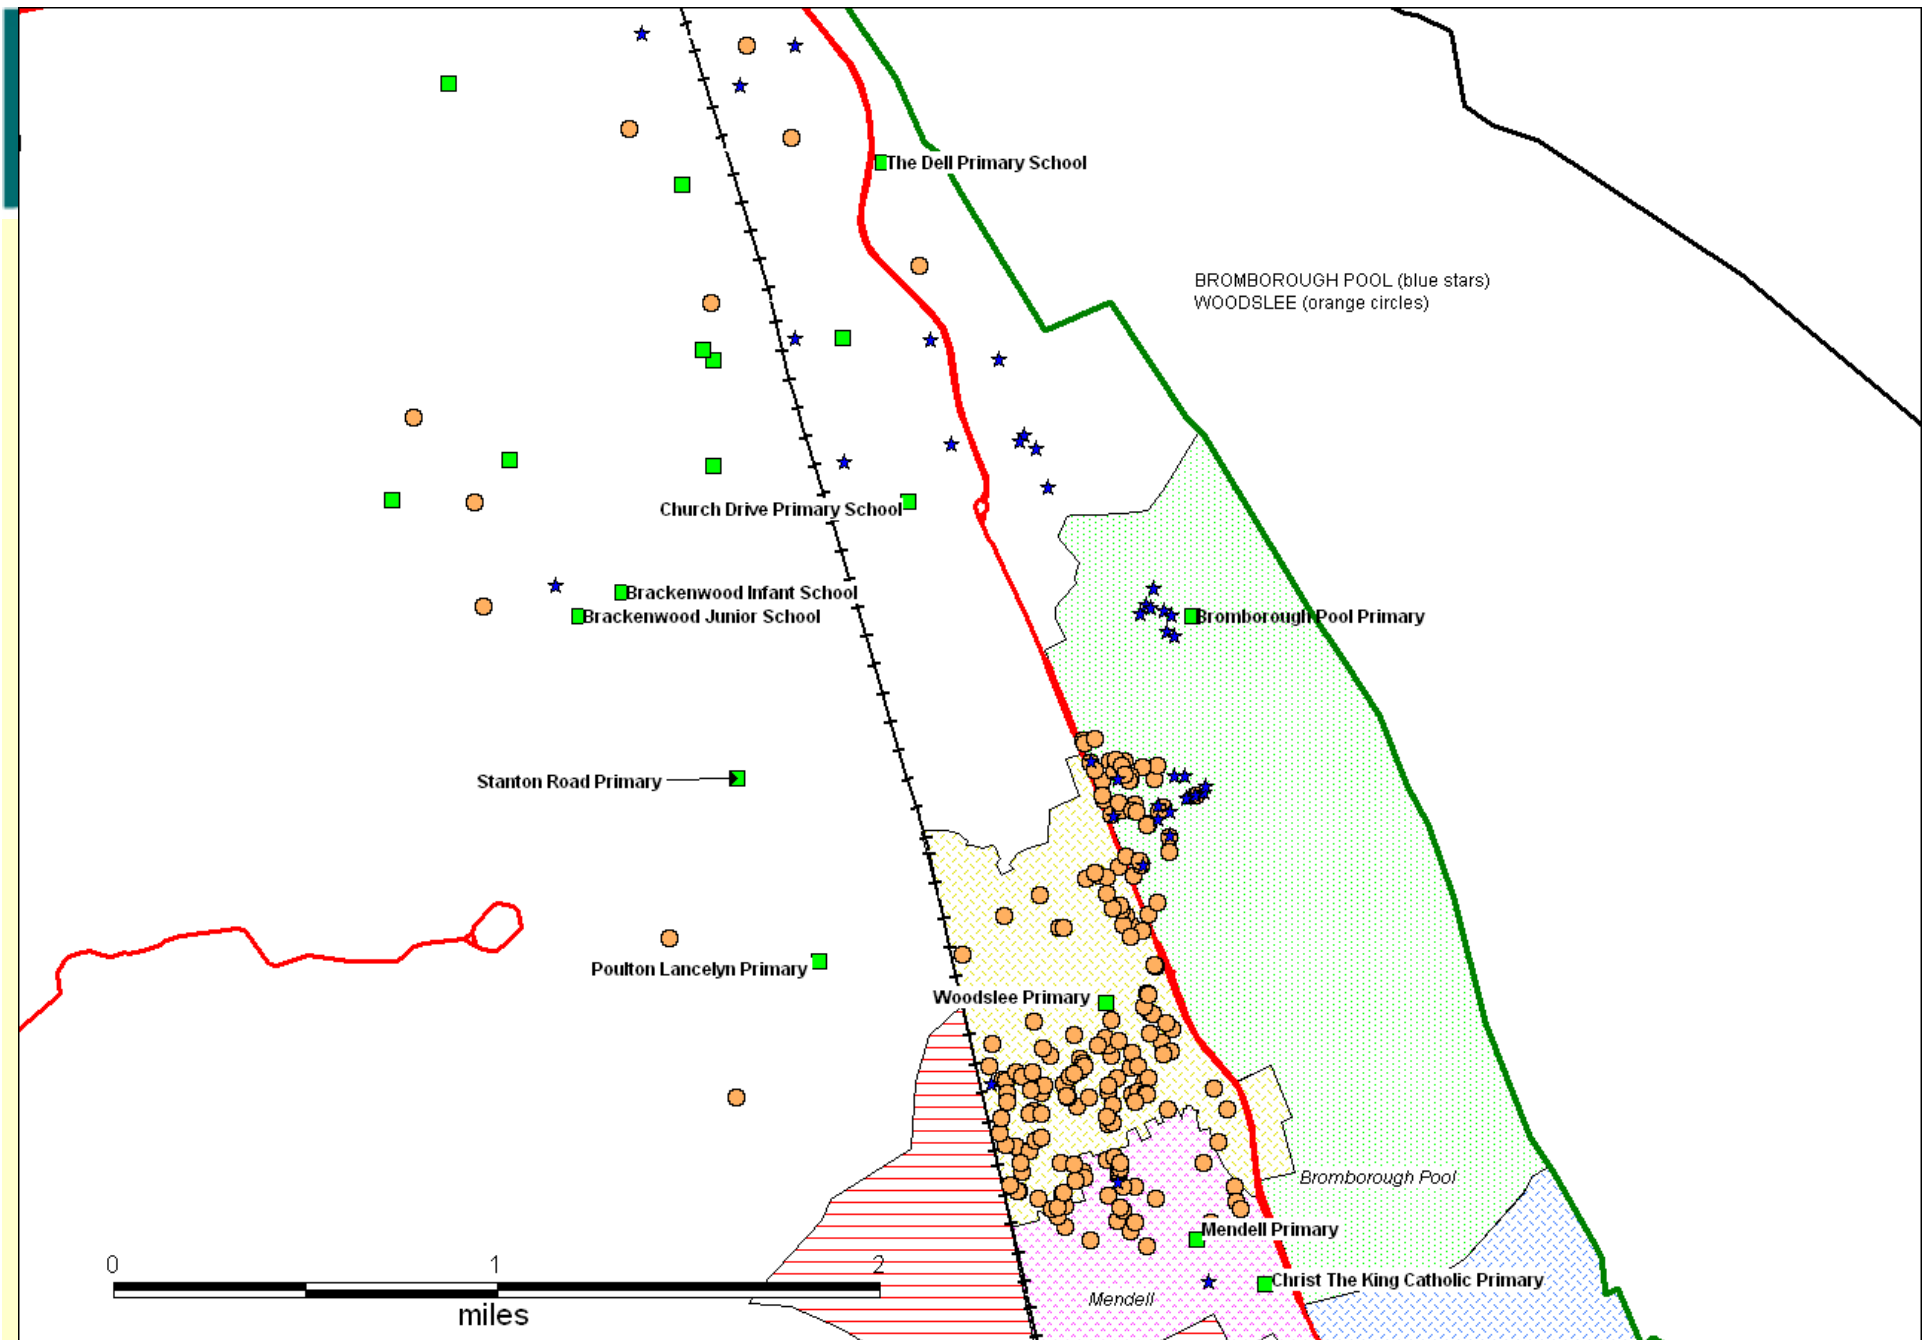 The Dell Primary School
BROMBOROUGH POOL (blue stars)
WOODSLEE (orange circles)
Church Drive Primary School
Brackenwood Infant School
Brackenwood Junior School
Bromborough Pool Primary
Stanton Road Primary
Poulton Lancelyn Primary
Woodslee Primary
Bromborough Pool
Mendell Primary
0 1 2
Christ The King Catholic Primary
Mendell
miles